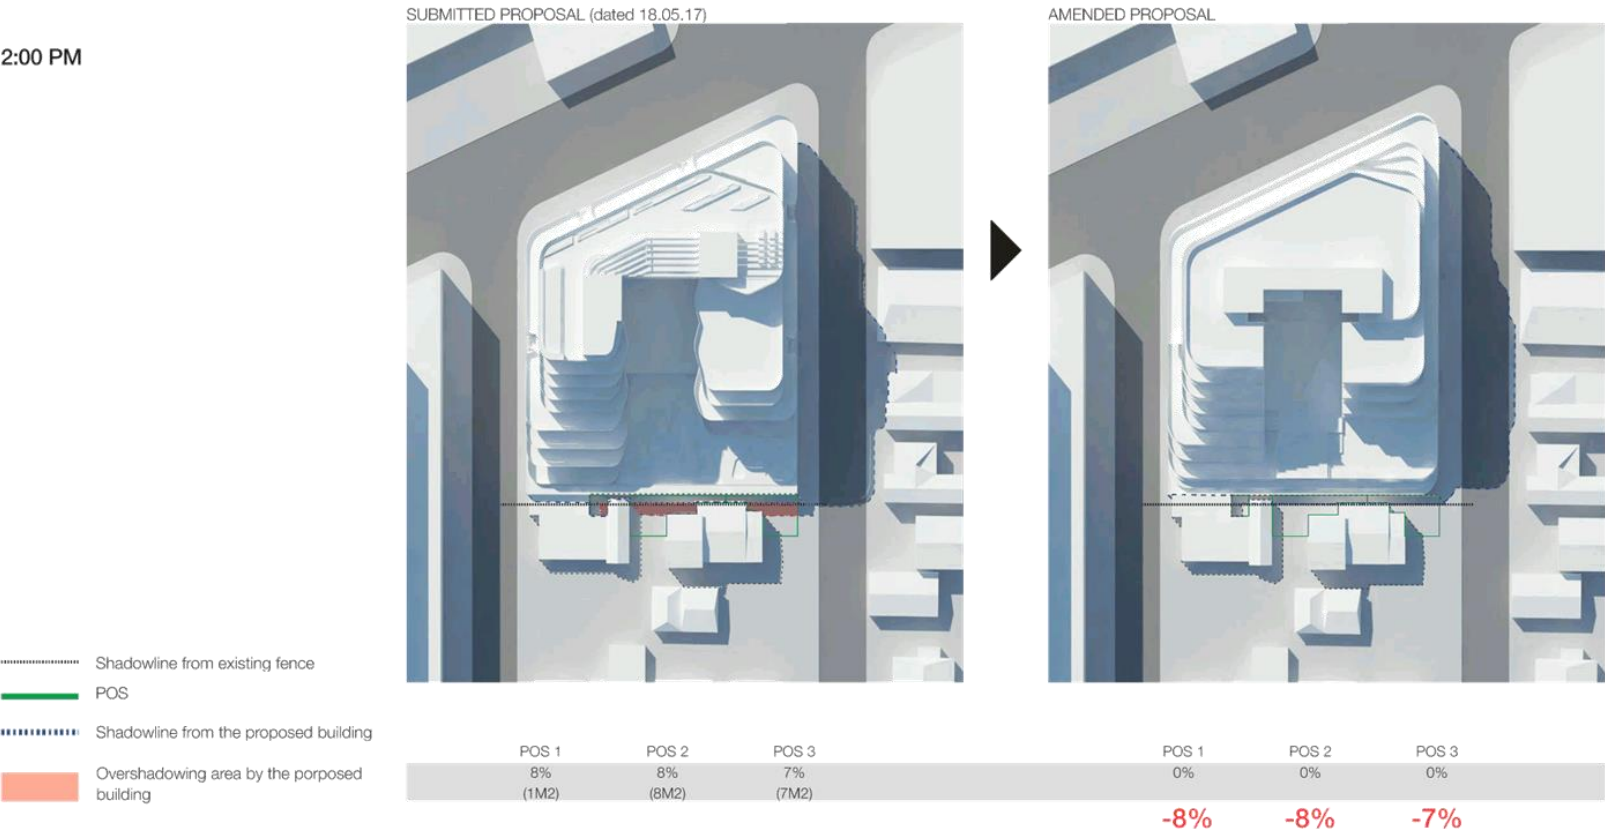 SUBMITTED PROPOSAL (dated 18.05.17)
AMENDED PROPOSAL
2:00 PM
Shadowline from existing fence
POS
Shadowline from the proposed building
Overshadowing area by the porposed
building
POS 1 POS 2 POS 3
8% 8% 7%
(1M2) (8M2) (7M2)
POS 1 POS 2 POS 3
0% 0% 0%
-8% -8% -7%